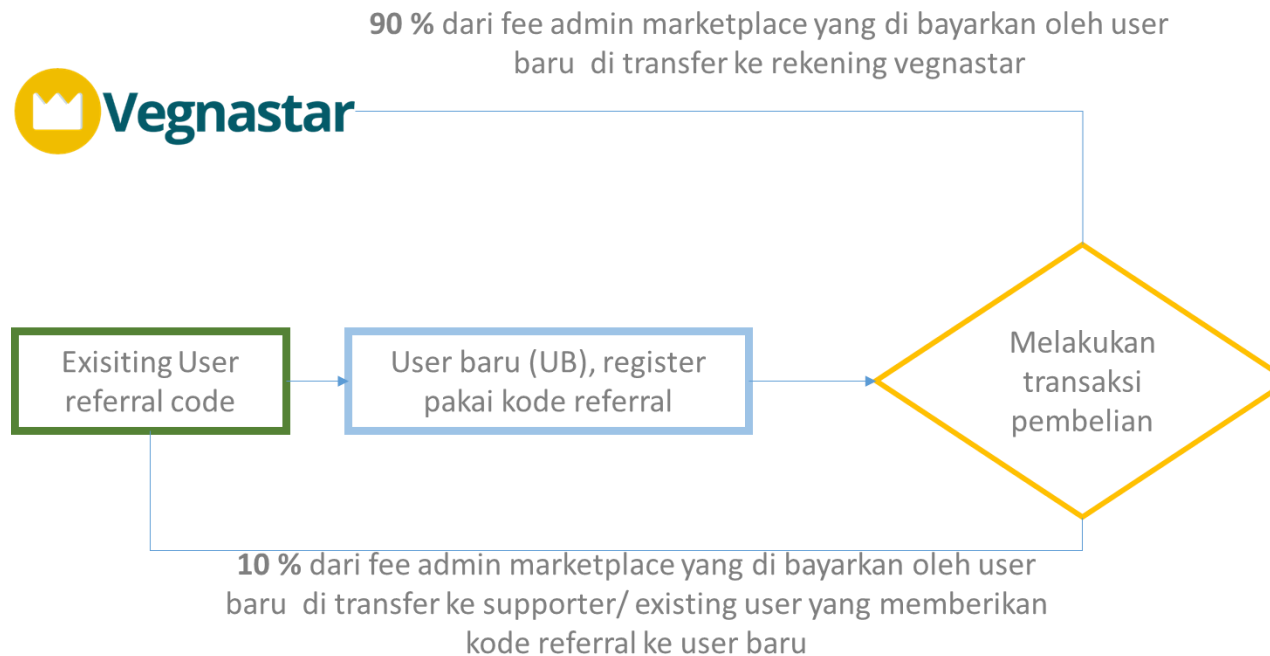 90 % dari fee admin marketplace yang di bayarkan oleh user
baru di transfer ke rekening vegnastar
Vegnastar
Exisiting User
referral code
User baru (UB), register
pakai kode referral
Melakukan
transaksi
pembelian
10 % dari fee admin marketplace yang di bayarkan oleh user
baru di transfer ke supporter/ existing user yang memberikan
kode referral ke user baru